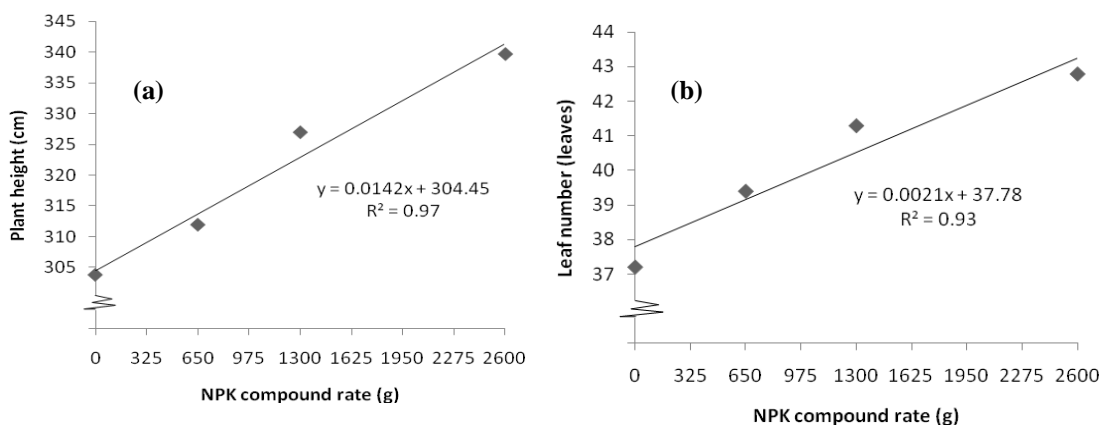 345
340
335
330
325
320
315
310
305
Plant height (cm)
(a)
y = 0.0142x + 304.45
R² = 0.97
0 325 650 975 1300 1625 1950 2275 2600
NPK compound rate (g)
44
43
42
41
40
39
38
37
Leaf number (leaves)
(b)
y = 0.0021x + 37.78
R² = 0.93
0 325 650 975 1300 1625 1950 2275 2600
NPK compound rate (g)